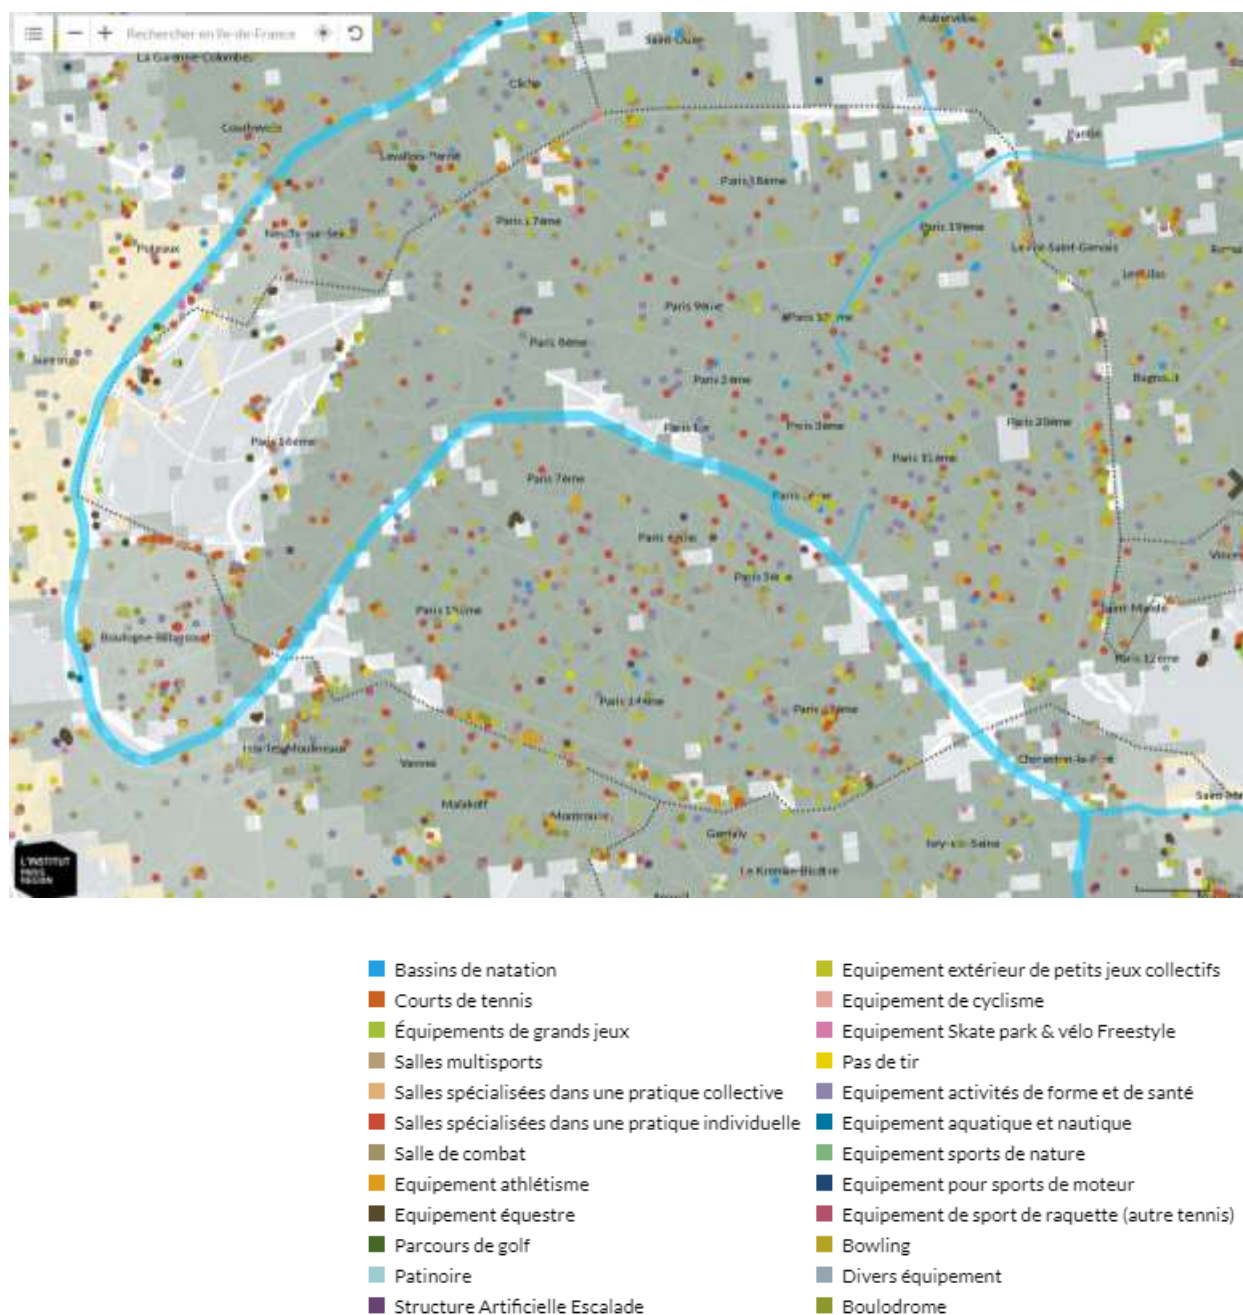 Rechercher en Ile-de-France
Saint-Ouen
La Garenne-Colombes
Clichy
Courbevoie
Levallois-Perret
Paris 18ème
Paris 17ème
Paris 19ème
Neuilly-sur-Seine
Puteaux
Le Pré-Saint-Gervais
Les Lilas
Paris 9ème
Paris 10ème
Paris 8ème
Suresnes
Paris 2ème
Bagnolet
Paris 16ème
Paris 3ème
Paris 20ème
Paris 11ème
Paris 7ème
Paris 6ème
Paris 5ème
Paris 15ème
Saint-Mandé
Boulogne-Billancourt
Paris 12ème
Paris 14ème
Paris 13ème
Issy-les-Moulineaux
Vanves
Charenton-le-Pont
Malakoff
Montrouge
Gentilly
Ivry-sur-Seine
Le Kremlin-Bicêtre
L'INSTITUT
PARIS
REGION
Bassins de natation
Courts de tennis
Équipements de grands jeux
Salles multisports
Salles spécialisées dans une pratique collective
Salles spécialisées dans une pratique individuelle
Salle de combat
Equipement athlétisme
Equipement équestre
Parcours de golf
Patinoire
Structure Artificielle Escalade
Equipement extérieur de petits jeux collectifs
Equipement de cyclisme
Equipement Skate park & vélo Freestyle
Pas de tir
Equipement activités de forme et de santé
Equipement aquatique et nautique
Equipement sports de nature
Equipement pour sports de moteur
Equipement de sport de raquette (autre tennis)
Bowling
Divers équipement
Boulodrome